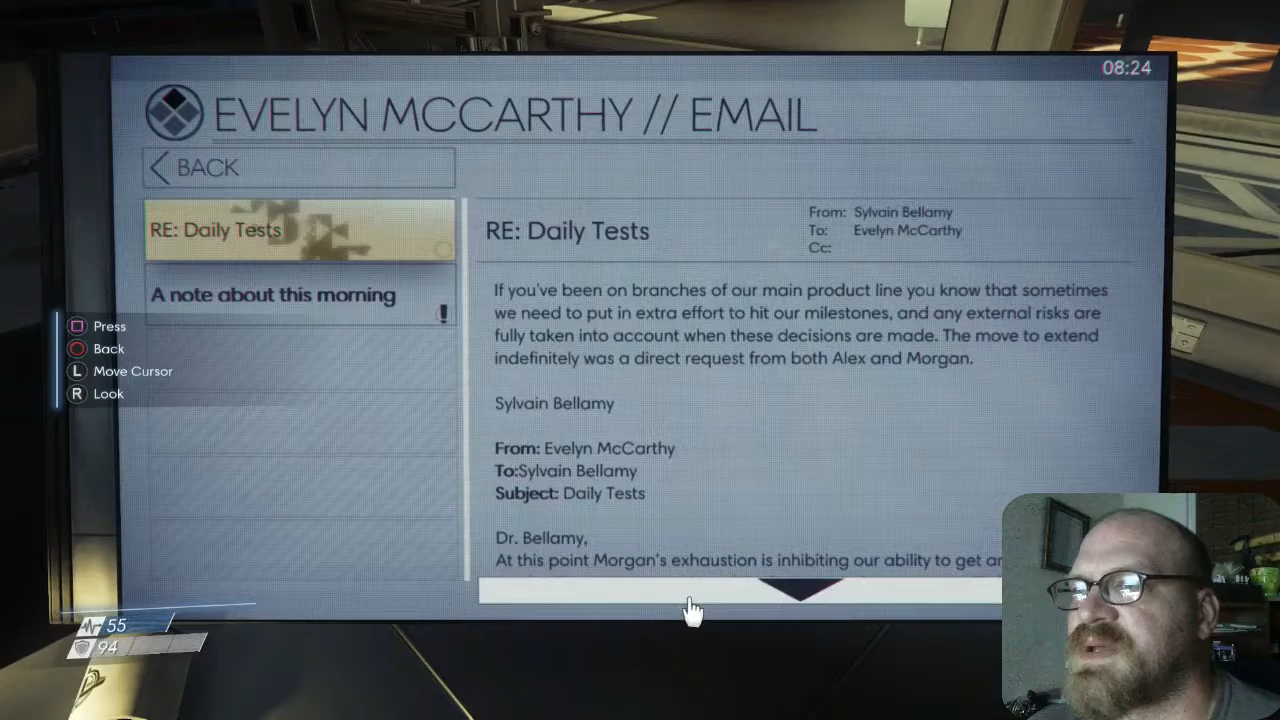 08:24
EVELYN MCCARTHY // EMAIL
BACK
RE: Daily Tests
A note about this morning
!
RE: Daily Tests
From: Sylvain Bellamy
To: Evelyn McCarthy
Cc:
If you've been on branches of our main product line you know that sometimes
we need to put in extra effort to hit our milestones, and any external risks are
fully taken into account when these decisions are made. The move to extend
indefinitely was a direct request from both Alex and Morgan.
Sylvain Bellamy
From: Evelyn McCarthy
To:Sylvain Bellamy
Subject: Daily Tests
Dr. Bellamy,
At this point Morgan's exhaustion is inhibiting our ability to get
Press
Back
L Move Cursor
R Look
55
94